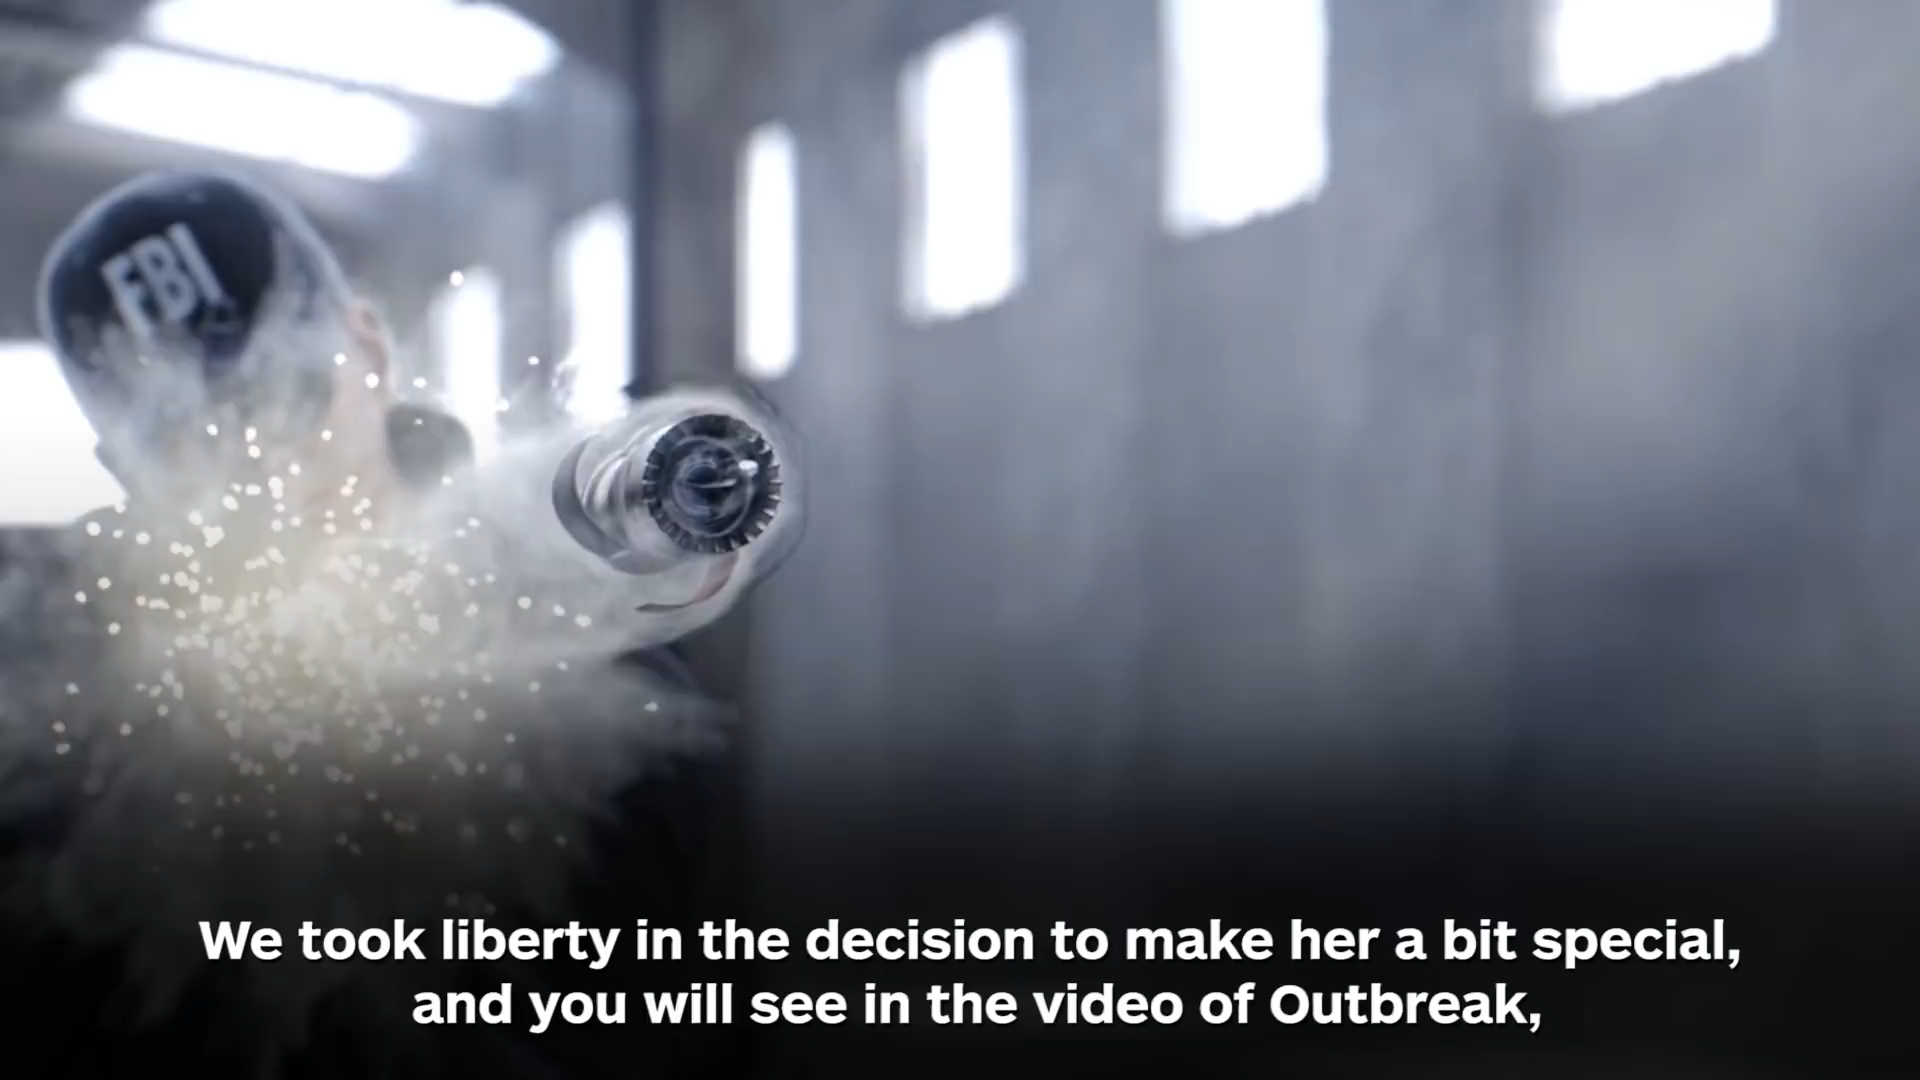 FBI
We took liberty in the decision to make her a bit special,
and you will see in the video of Outbreak,